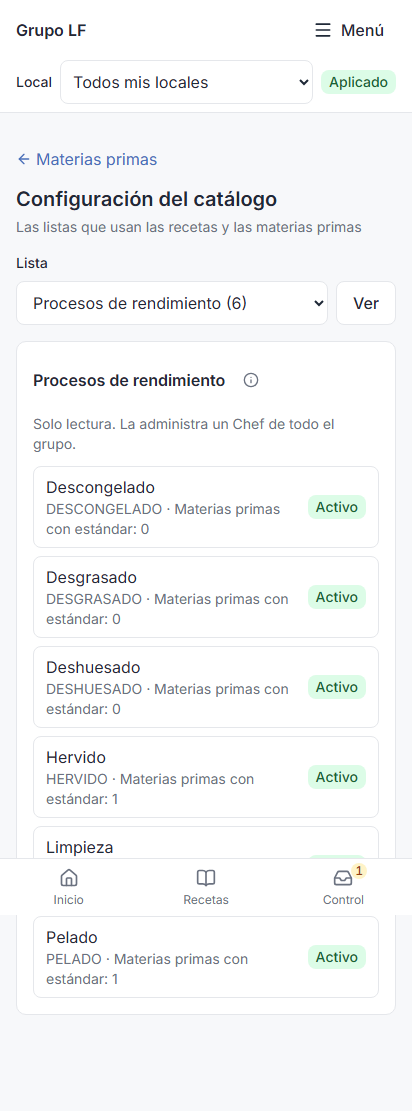 Grupo LF
Menú
Local
Todos mis locales
Aplicado
← Materias primas
Configuración del catálogo
Las listas que usan las recetas y las materias primas
Lista
Procesos de rendimiento (6)
Ver
Procesos de rendimiento
Solo lectura. La administra un Chef de todo el
grupo.
Descongelado
DESCONGELADO · Materias primas
con estándar: 0
Activo
Desgrasado
DESGRASADO · Materias primas con
estándar: 0
Activo
Deshuesado
DESHUESADO · Materias primas con
estándar: 0
Activo
Hervido
HERVIDO · Materias primas con
estándar: 1
Activo
Limpieza
Inicio
Recetas
Control
1
Pelado
PELADO · Materias primas con
estándar: 1
Activo